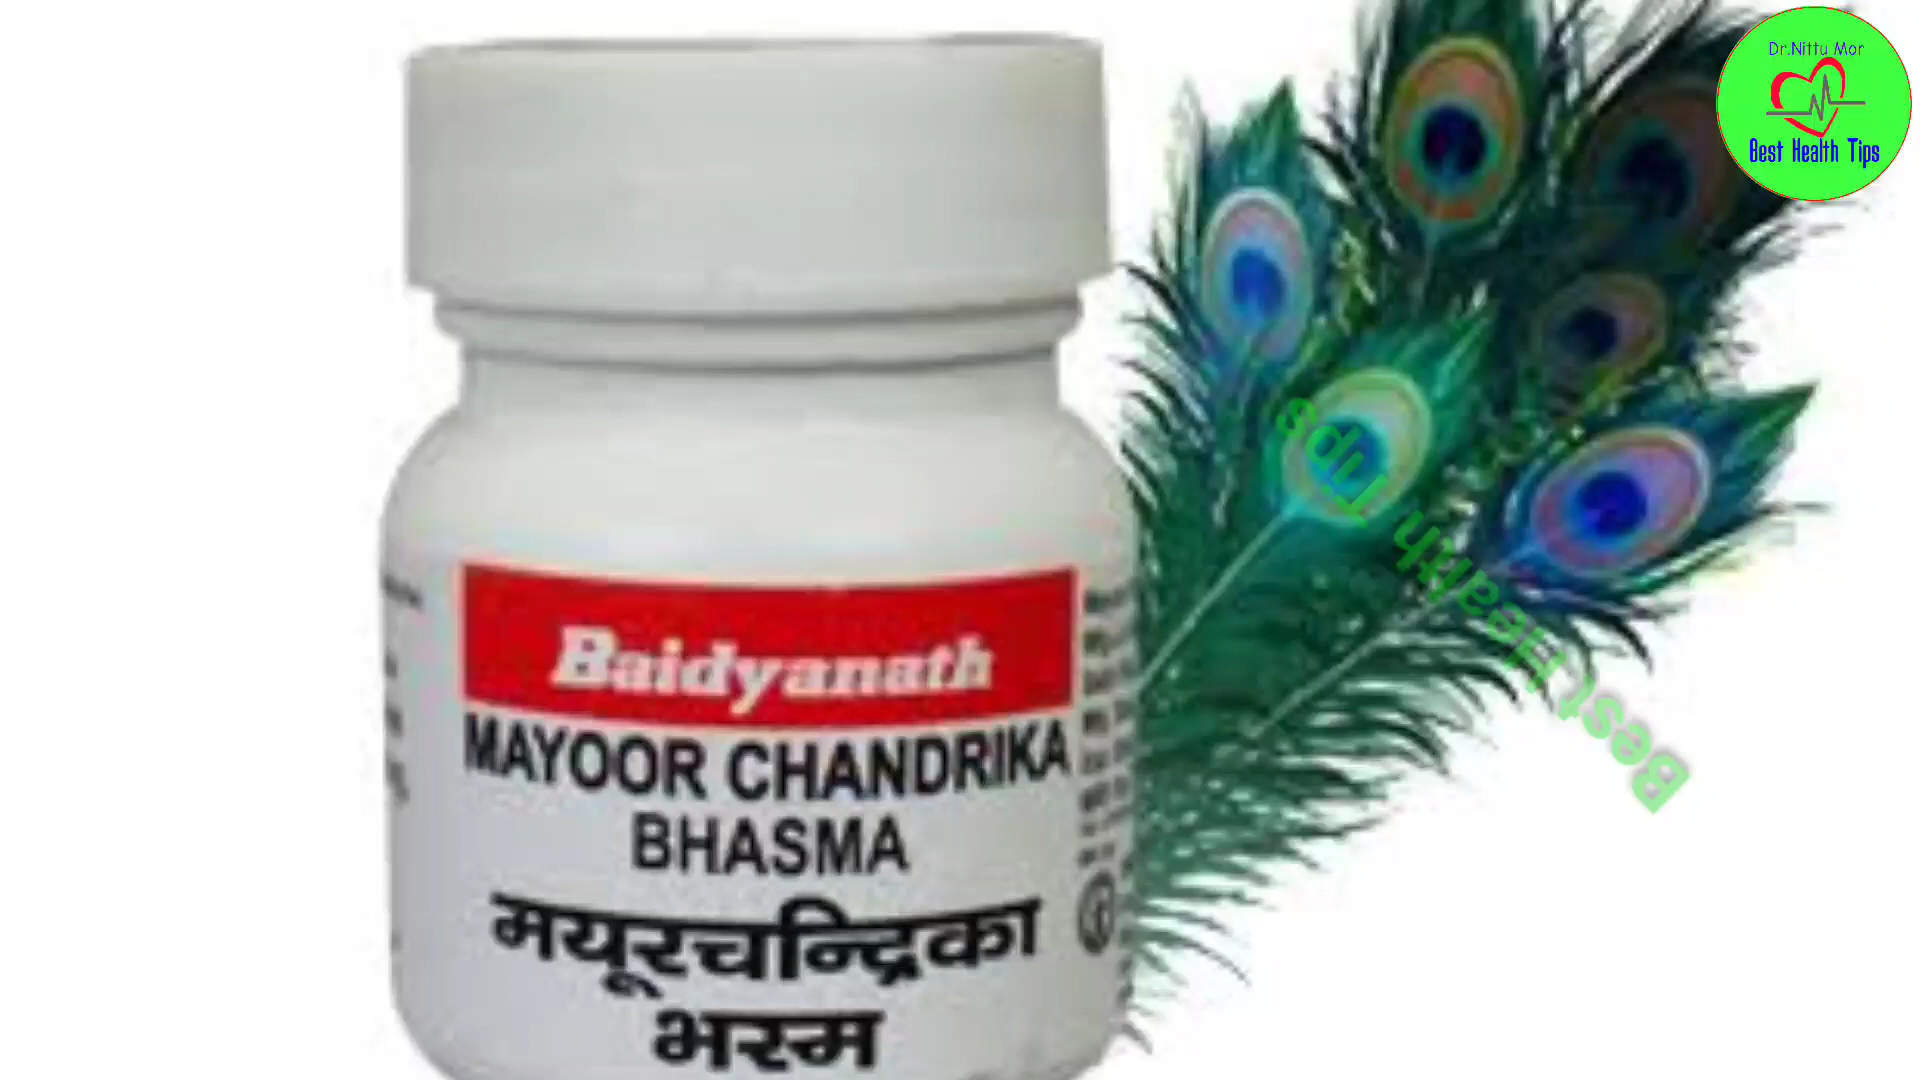 Dr.Nittu Mor
Best Health Tips
Best Health Tips
Baidyanath
MAYOOR CHANDRIKA
BHASMA
मयूरचन्द्रिका
भस्म